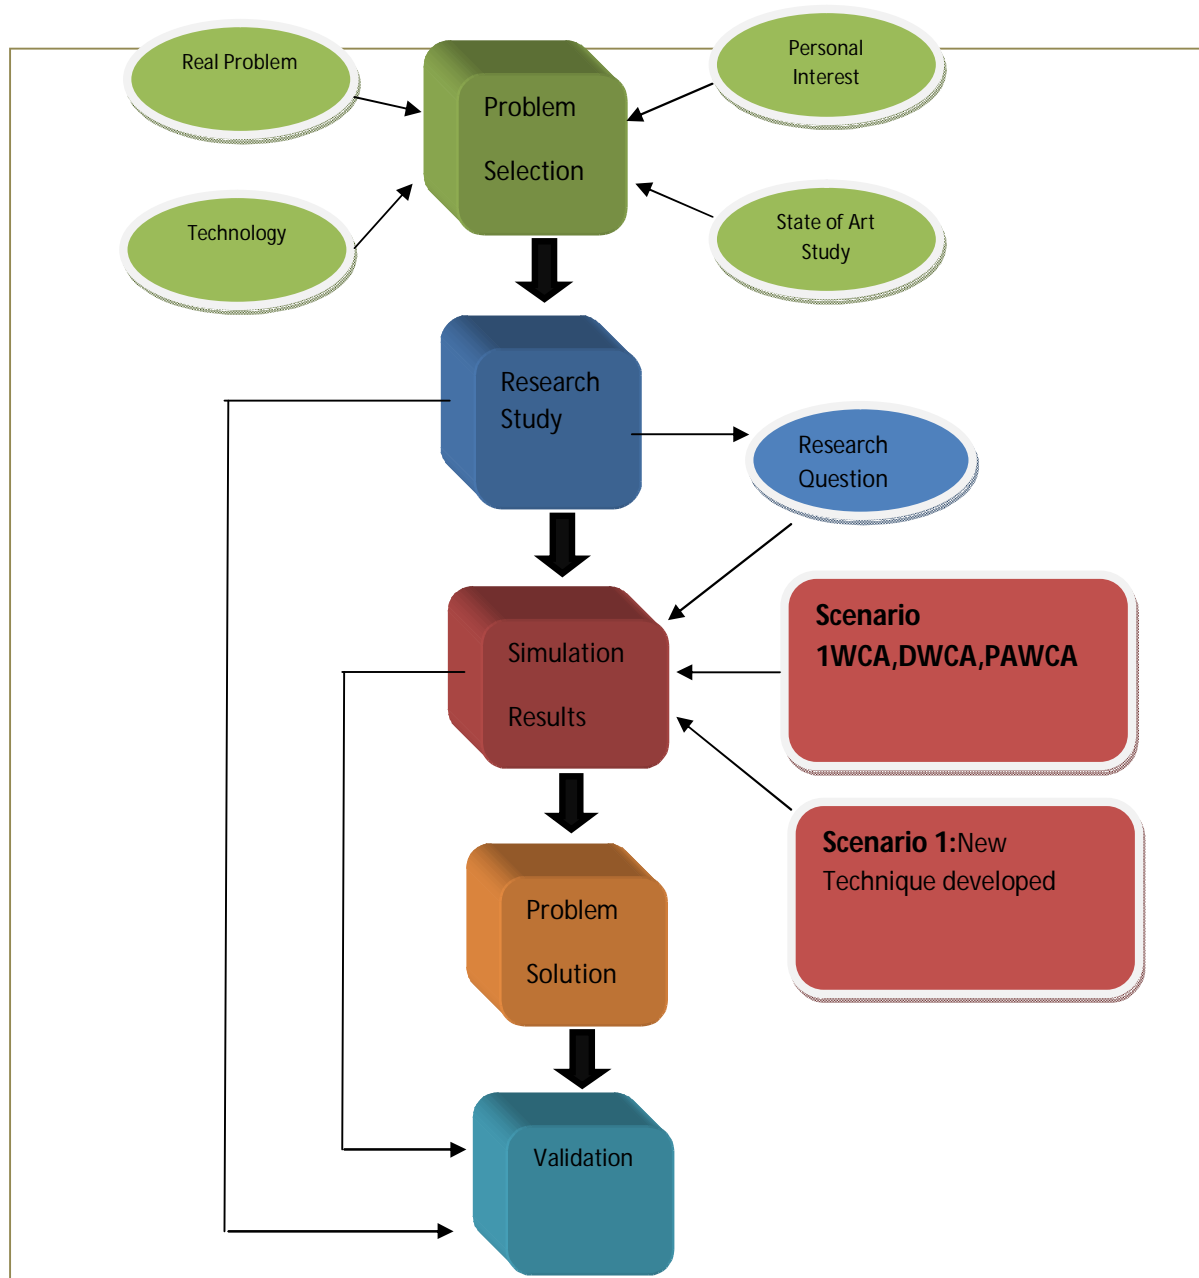 Real Problem
Problem
Selection
Personal
Interest
Technology
State of Art
Study
Research
Study
Research
Question
Simulation
Results
Scenario
1WCA,DWCA,PAWCA
Scenario 1:New
Technique developed
Problem
Solution
Validation